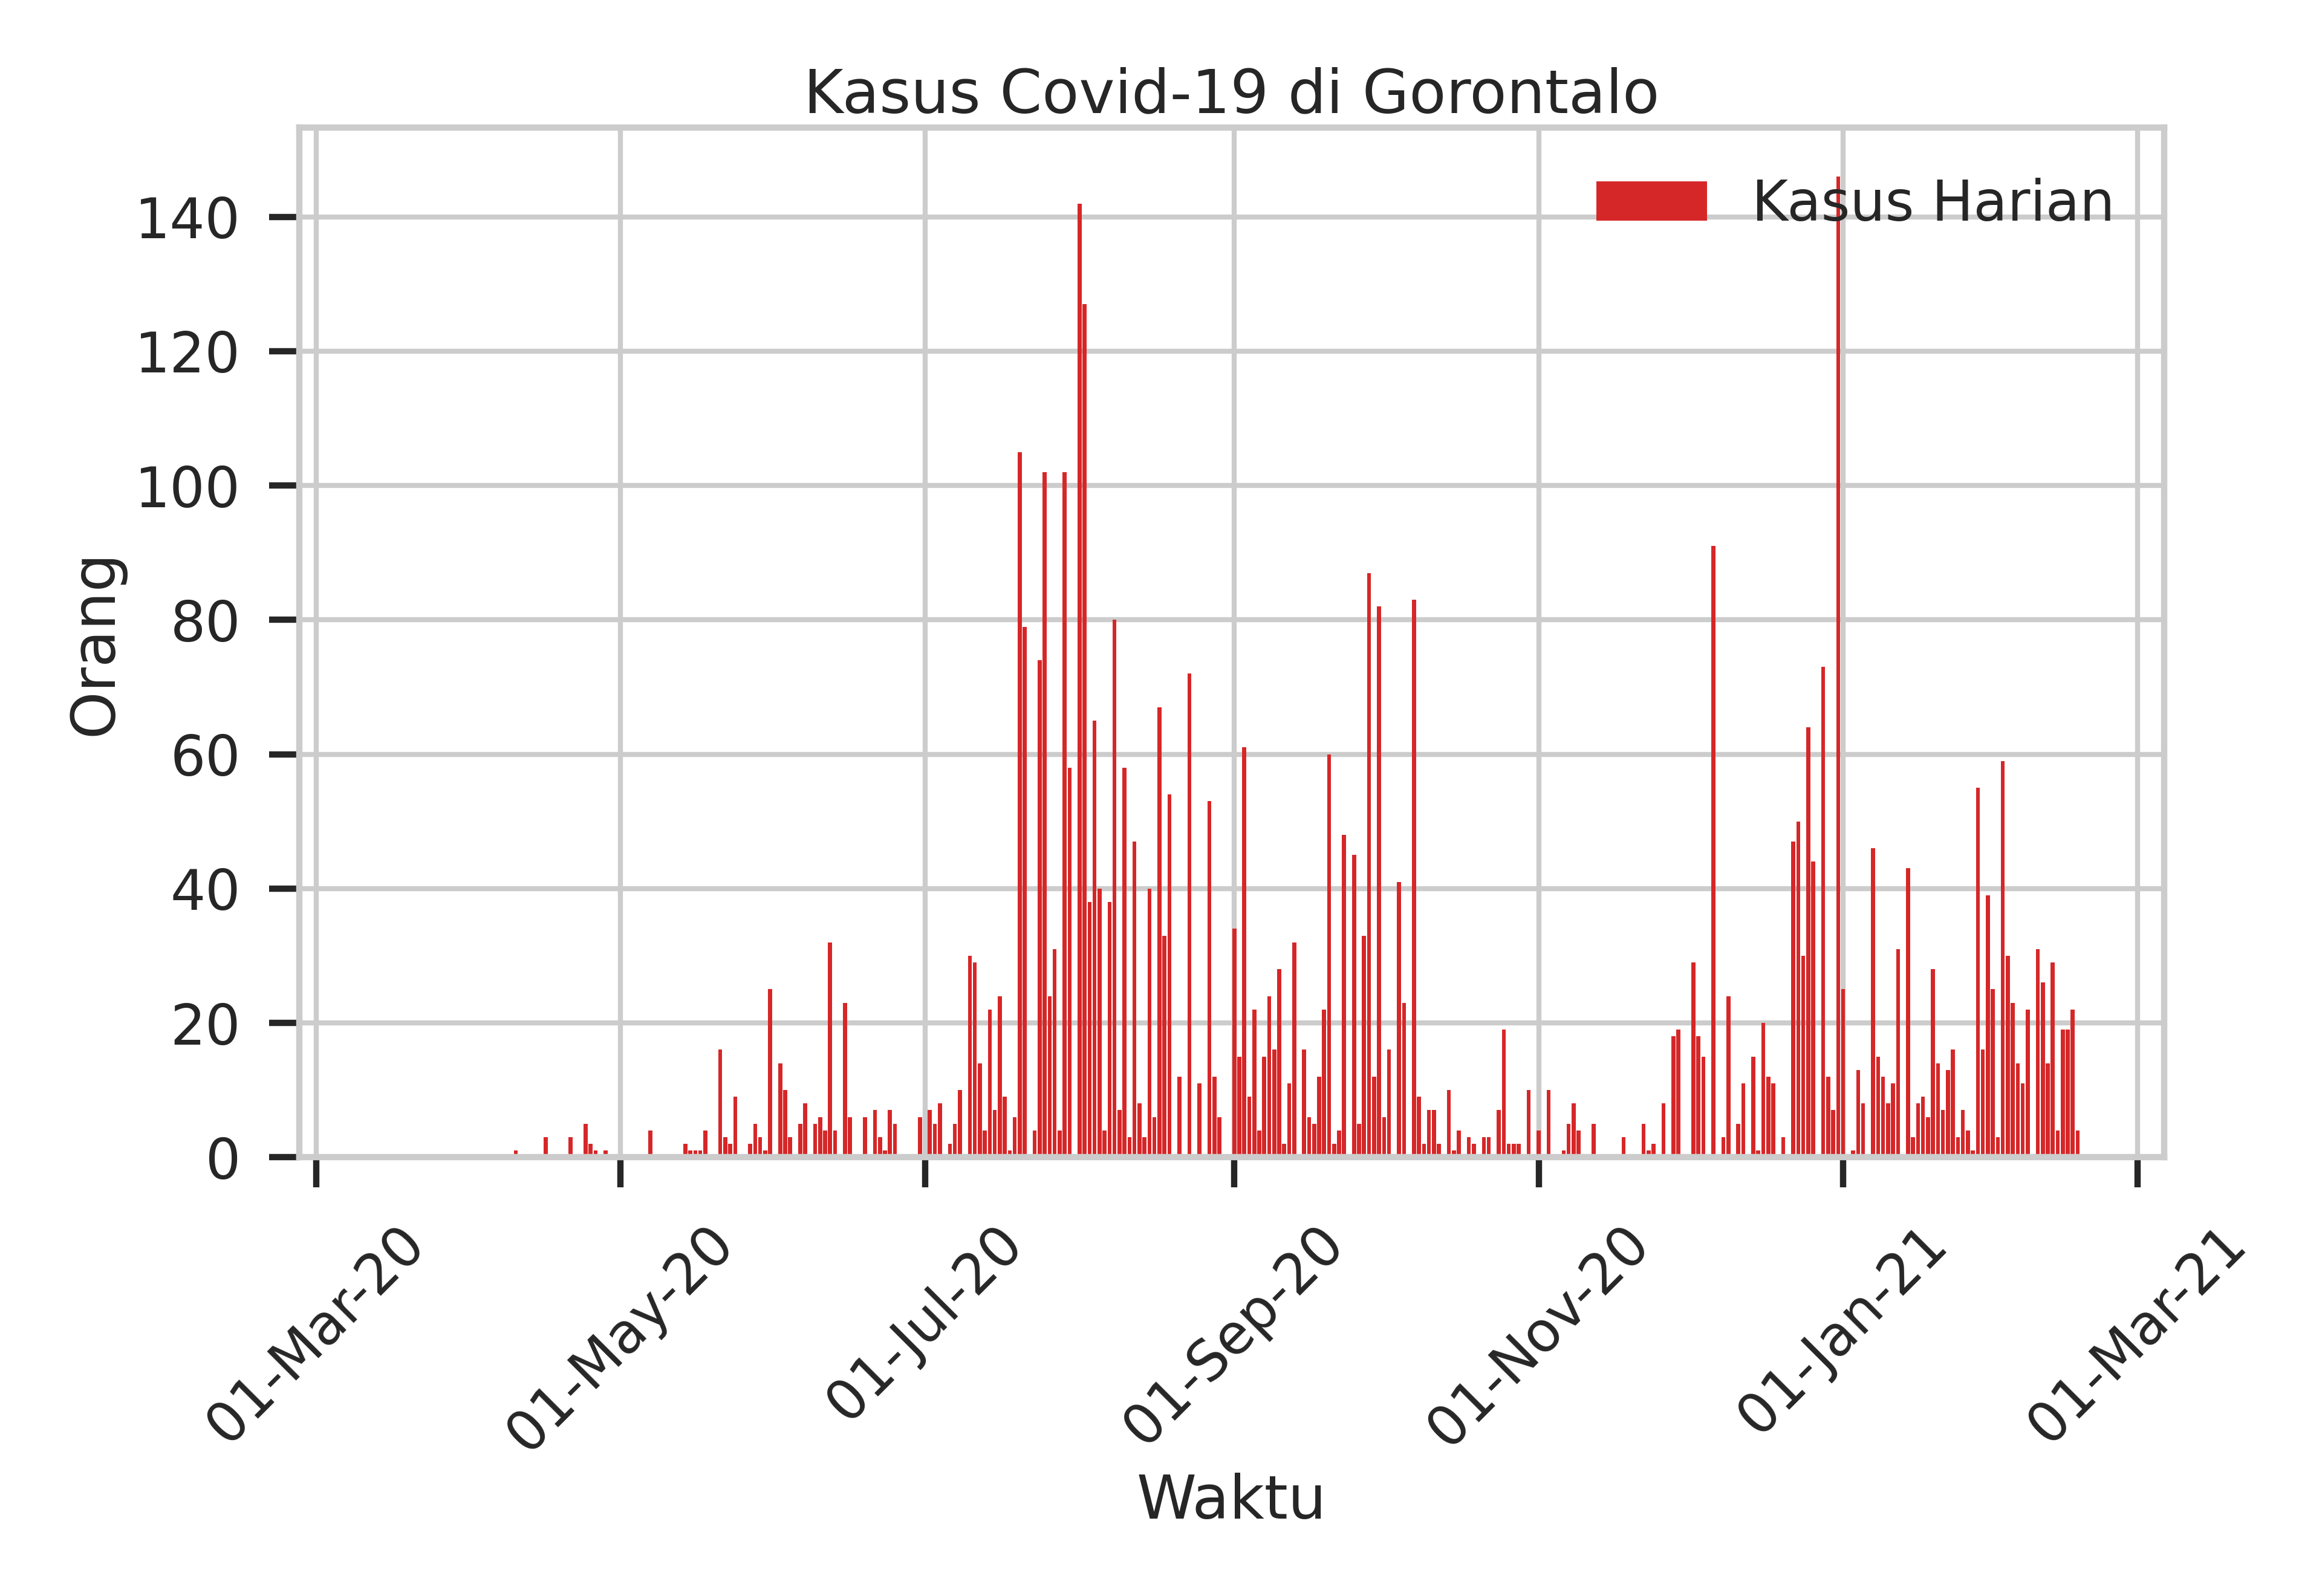 Kasus Covid-19 di Gorontalo
Kasus Harian
Orang
140
120
100
80
60
40
20
0
01-Mar-20
01-May-20
01-Jul-20
01-Sep-20
01-Nov-20
01-Jan-21
01-Mar-21
Waktu